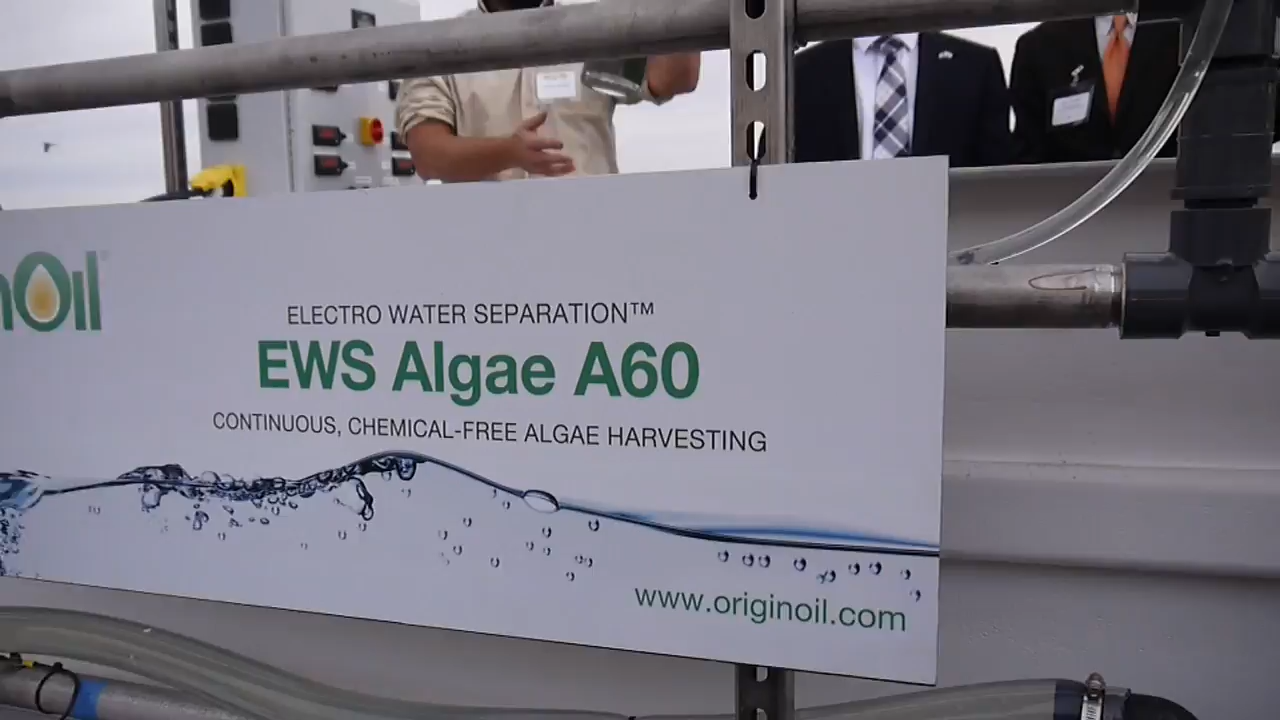 nOil
ELECTRO WATER SEPARATION™
EWS Algae A60
CONTINUOUS, CHEMICAL-FREE ALGAE HARVESTING
www.originoil.com